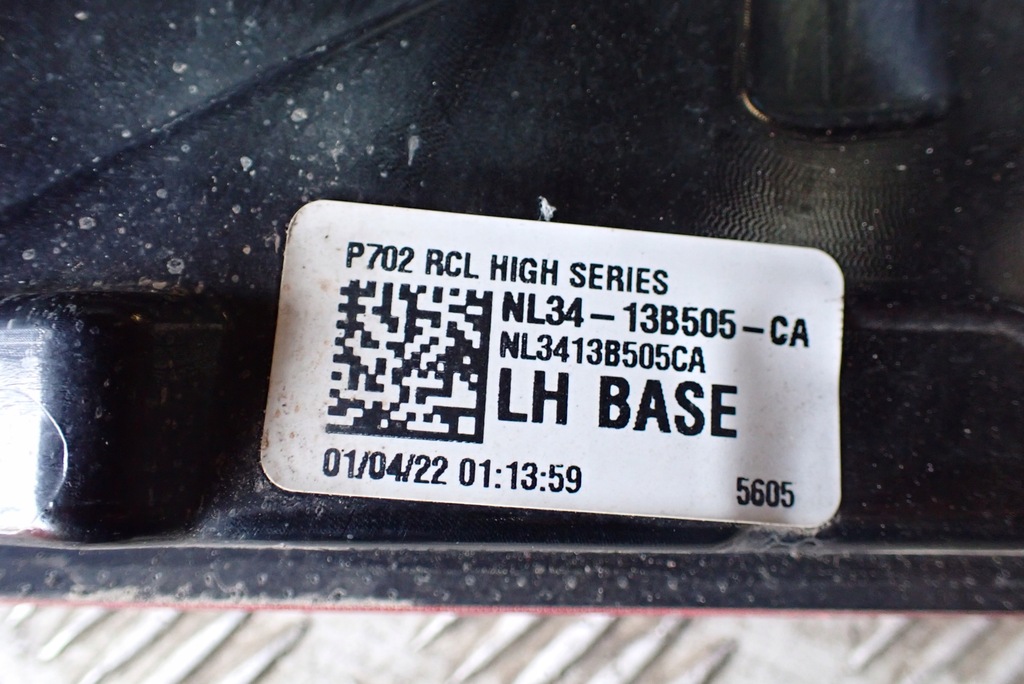 P702 RCL HIGH SERIES
NL34-13B505-CA
NL3413B505CA
LH BASE
01/04/22 01:13:59
5605